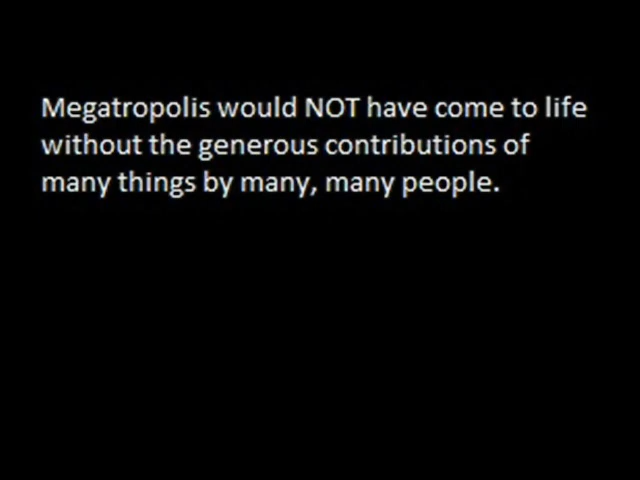 Megatropolis would NOT have come to life
without the generous contributions of
many things by many, many people.